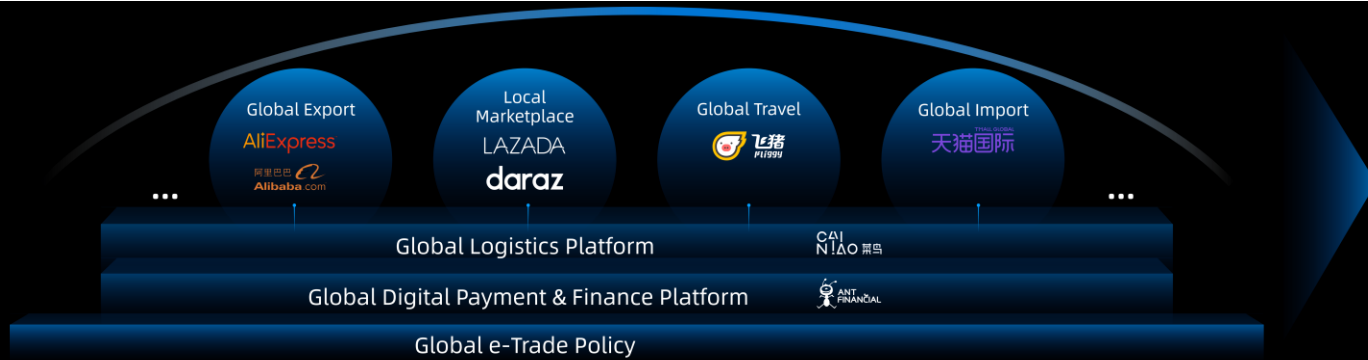 Global Export
AliExpress
阿里巴巴
Alibaba.com
Local
Marketplace
LAZADA
daraz
Global Travel
飞猪
Fliggy
Global Import
TMALL GLOBAL
天猫国际
...
...
Global Logistics Platform
CAI
NIAO 菜鸟
Global Digital Payment & Finance Platform
ANT
FINANCIAL
Global e-Trade Policy